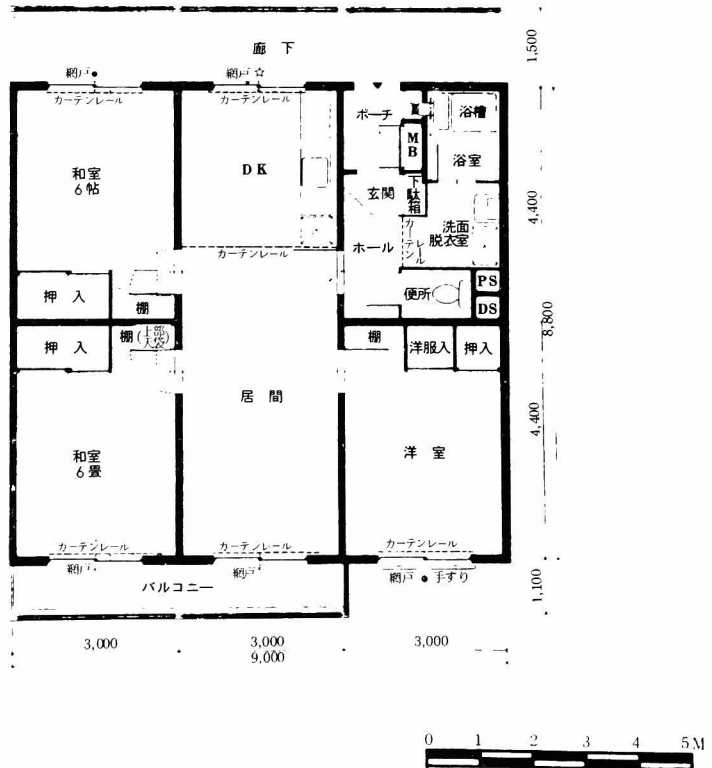 廊 下
1,500
網戸●
網戸☆
カーテンレール
カーテンレール
ポーチ
浴槽
MB
浴室
和室
6帖
DK
玄関
下駄箱
4,400
カーテンレール
洗面
脱衣室
カーテンレール
ホール
押 入
棚
便所
PS
DS
8,800
押 入
棚
(上部天袋)
棚
洋服入
押入
居 間
和室
6畳
洋 室
4,400
カーテンレール
カーテンレール
カーテンレール
網戸
網戸
網戸 ● 手すり
バルコニー
1,100
3,000
3,000
3,000
9,000
0 1 2 3 4 5M